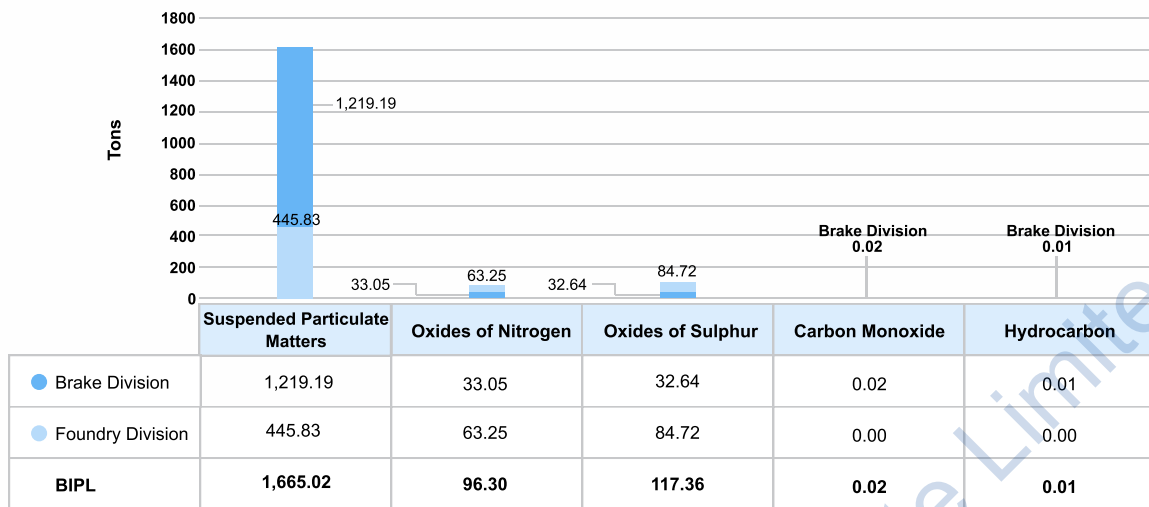 1800
1600
1400
1200
1000
800
600
400
200
0
Tons
1,219.19
445.83
33.05
63.25
32.64
84.72
Brake Division
0.02
Brake Division
0.01
Suspended Particulate Matters Oxides of Nitrogen Oxides of Sulphur Carbon Monoxide Hydrocarbon
Brake Division 1,219.19 33.05 32.64 0.02 0.01
Foundry Division 445.83 63.25 84.72 0.00 0.00
BIPL 1,665.02 96.30 117.36 0.02 0.01
Limite